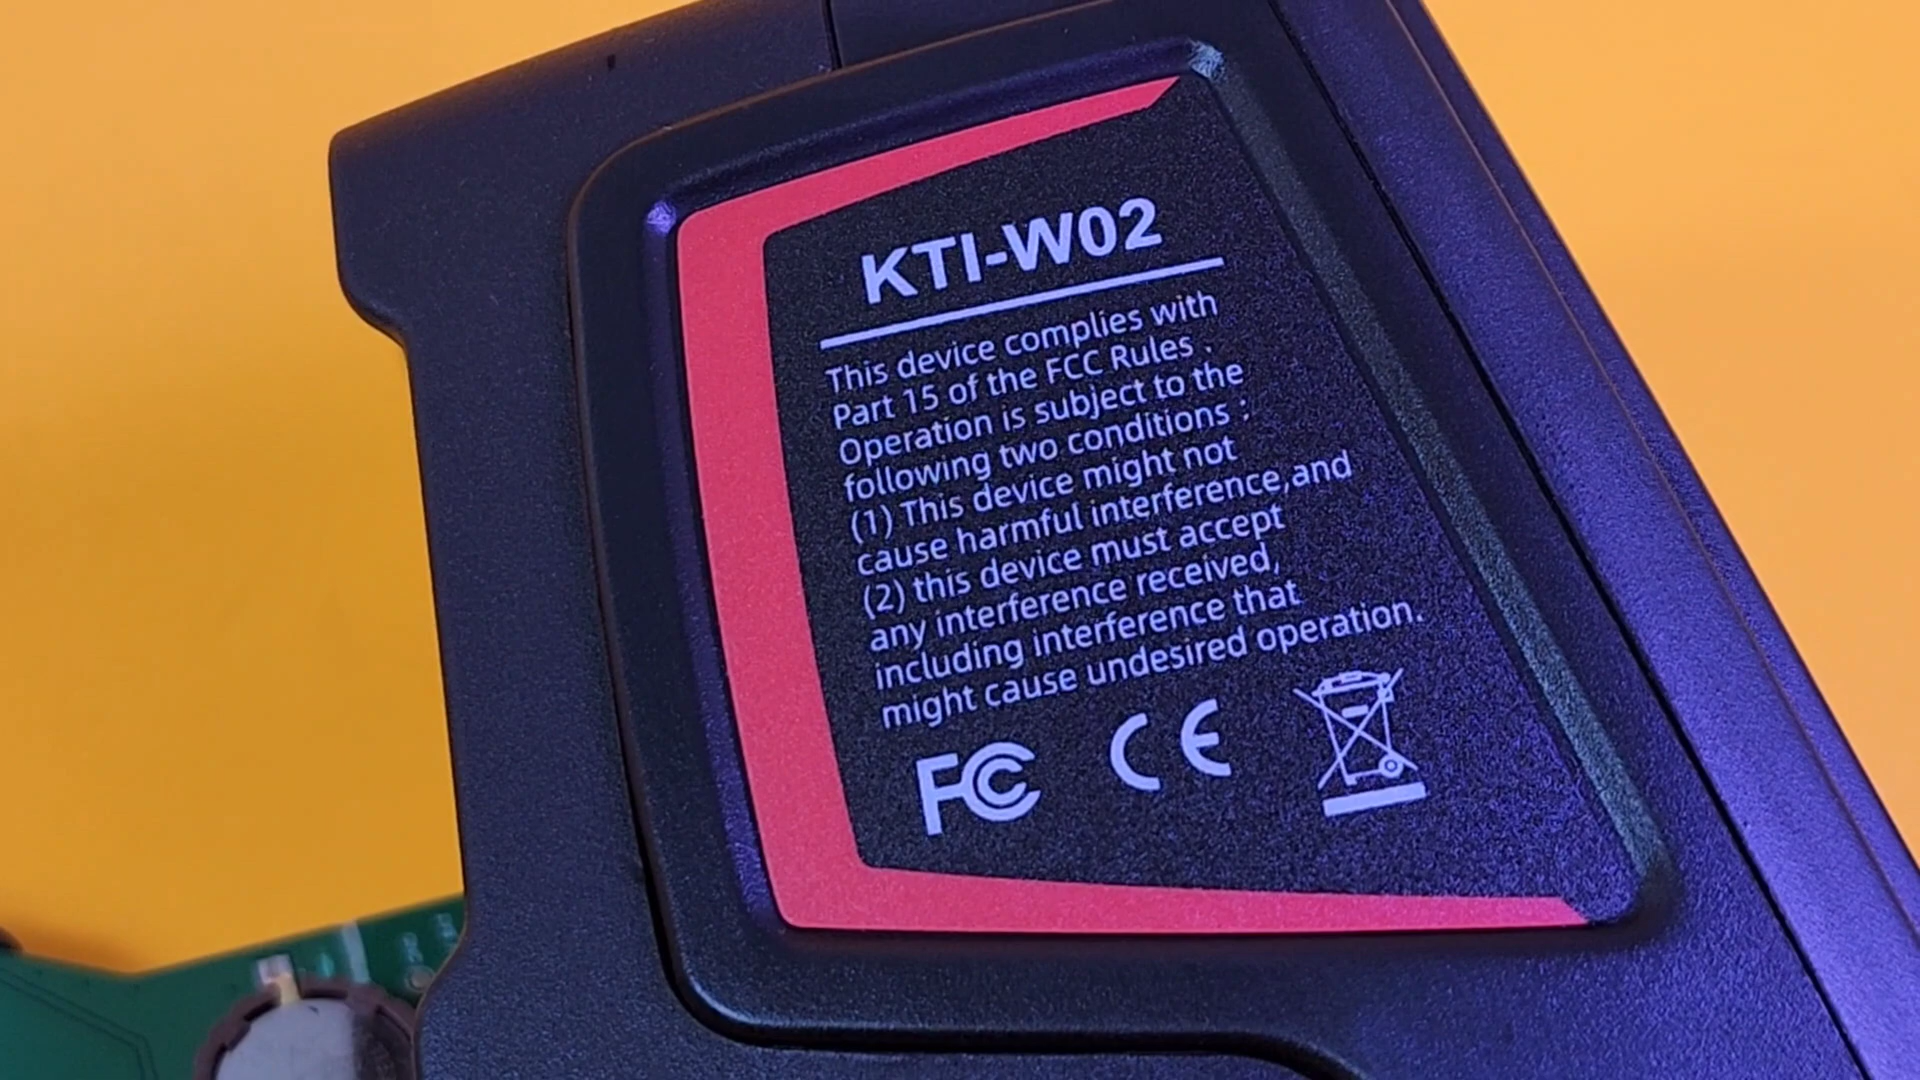 KTI-W02
This device complies with
Part 15 of the FCC Rules .
Operation is subject to the
following two conditions :
(1) This device might not
cause harmful interference,and
(2) this device must accept
any interference received,
including interference that
might cause undesired operation.
FC CE